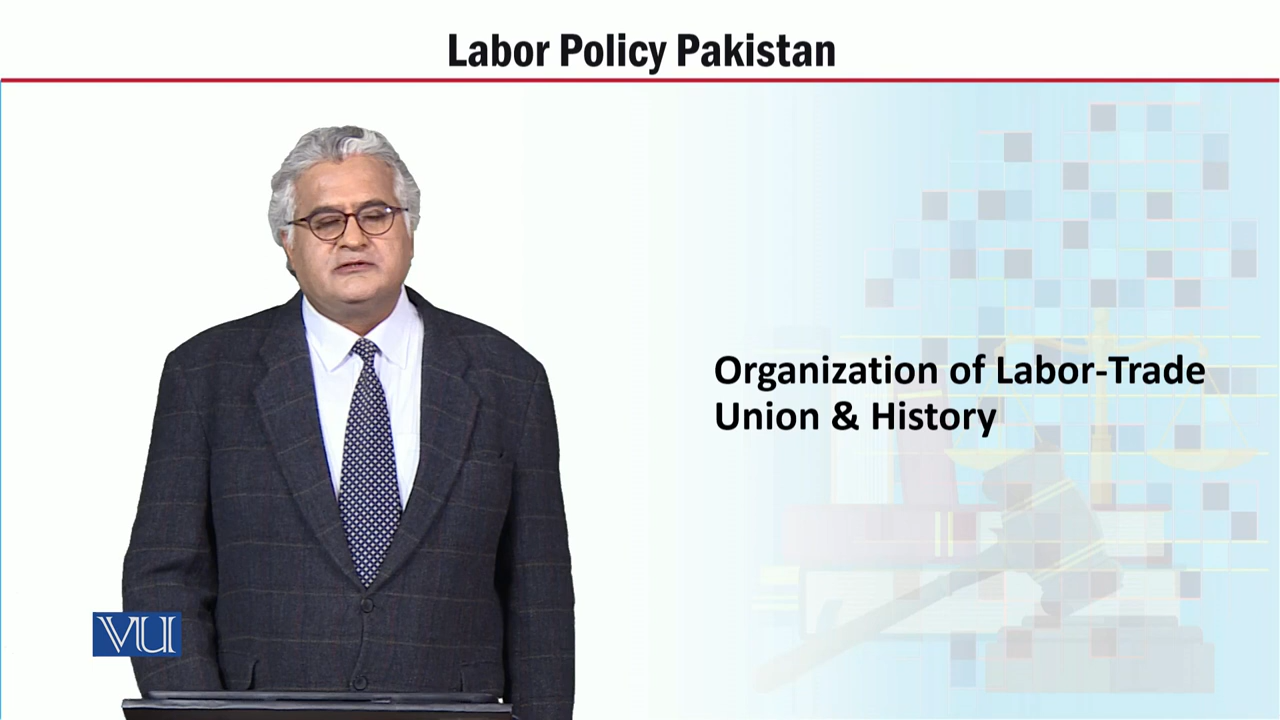 Labor Policy Pakistan
Organization of Labor-Trade
Union & History
VU